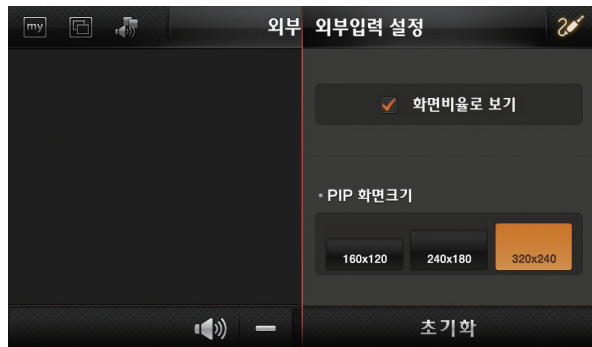 my
외부
외부입력 설정
화면비율로 보기
• PIP 화면크기
160x120
240x180
320x240
초기화